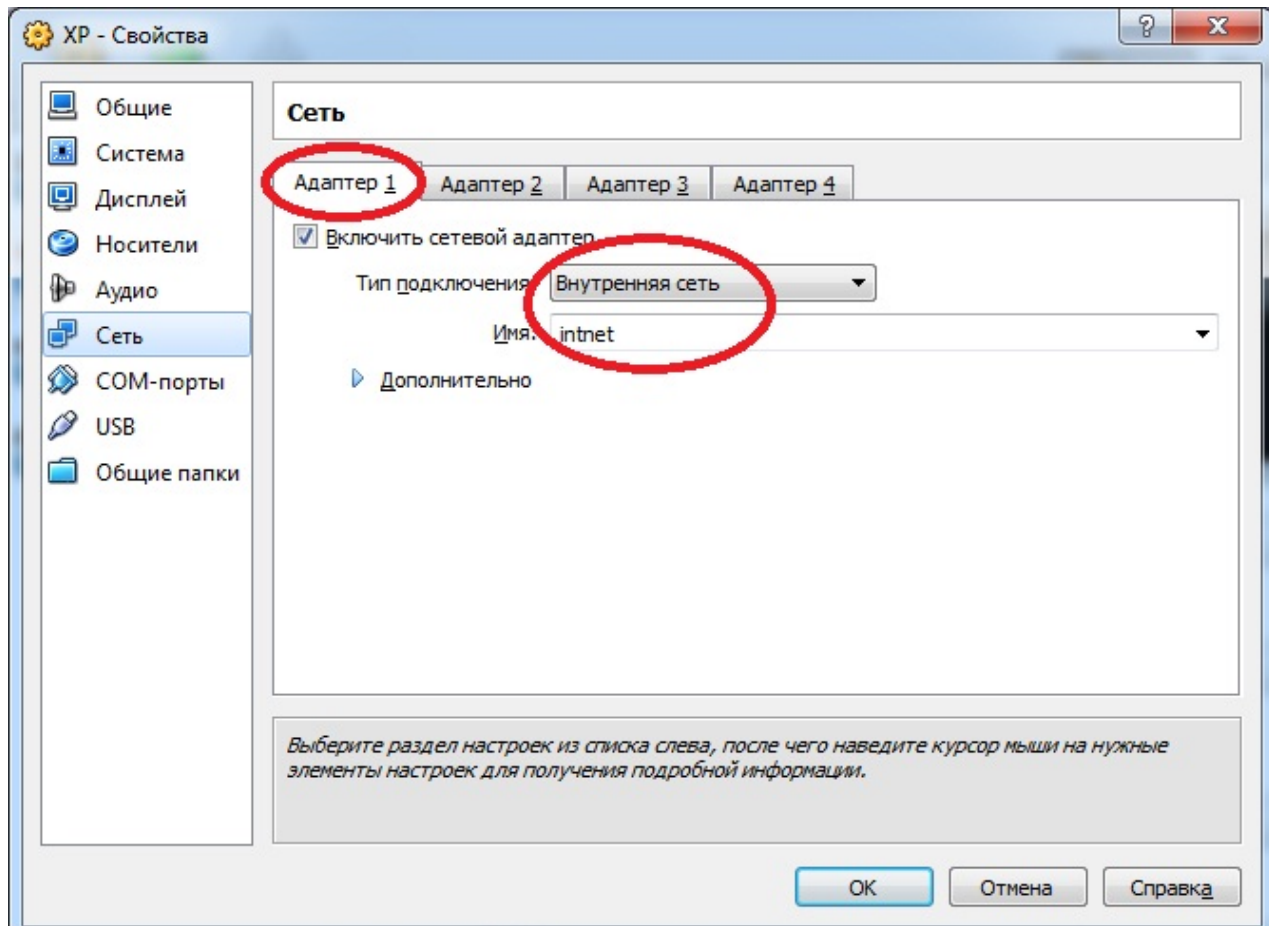 XP - Свойства
Общие
Система
Дисплей
Носители
Аудио
Сеть
COM-порты
USB
Общие папки
Сеть
Адаптер 1 Адаптер 2 Адаптер 3 Адаптер 4
Включить сетевой адаптер
Тип подключения: Внутренняя сеть
Имя: intnet
Дополнительно
Выберите раздел настроек из списка слева, после чего наведите курсор мыши на нужные
элементы настроек для получения подробной информации.
OK Отмена Справка